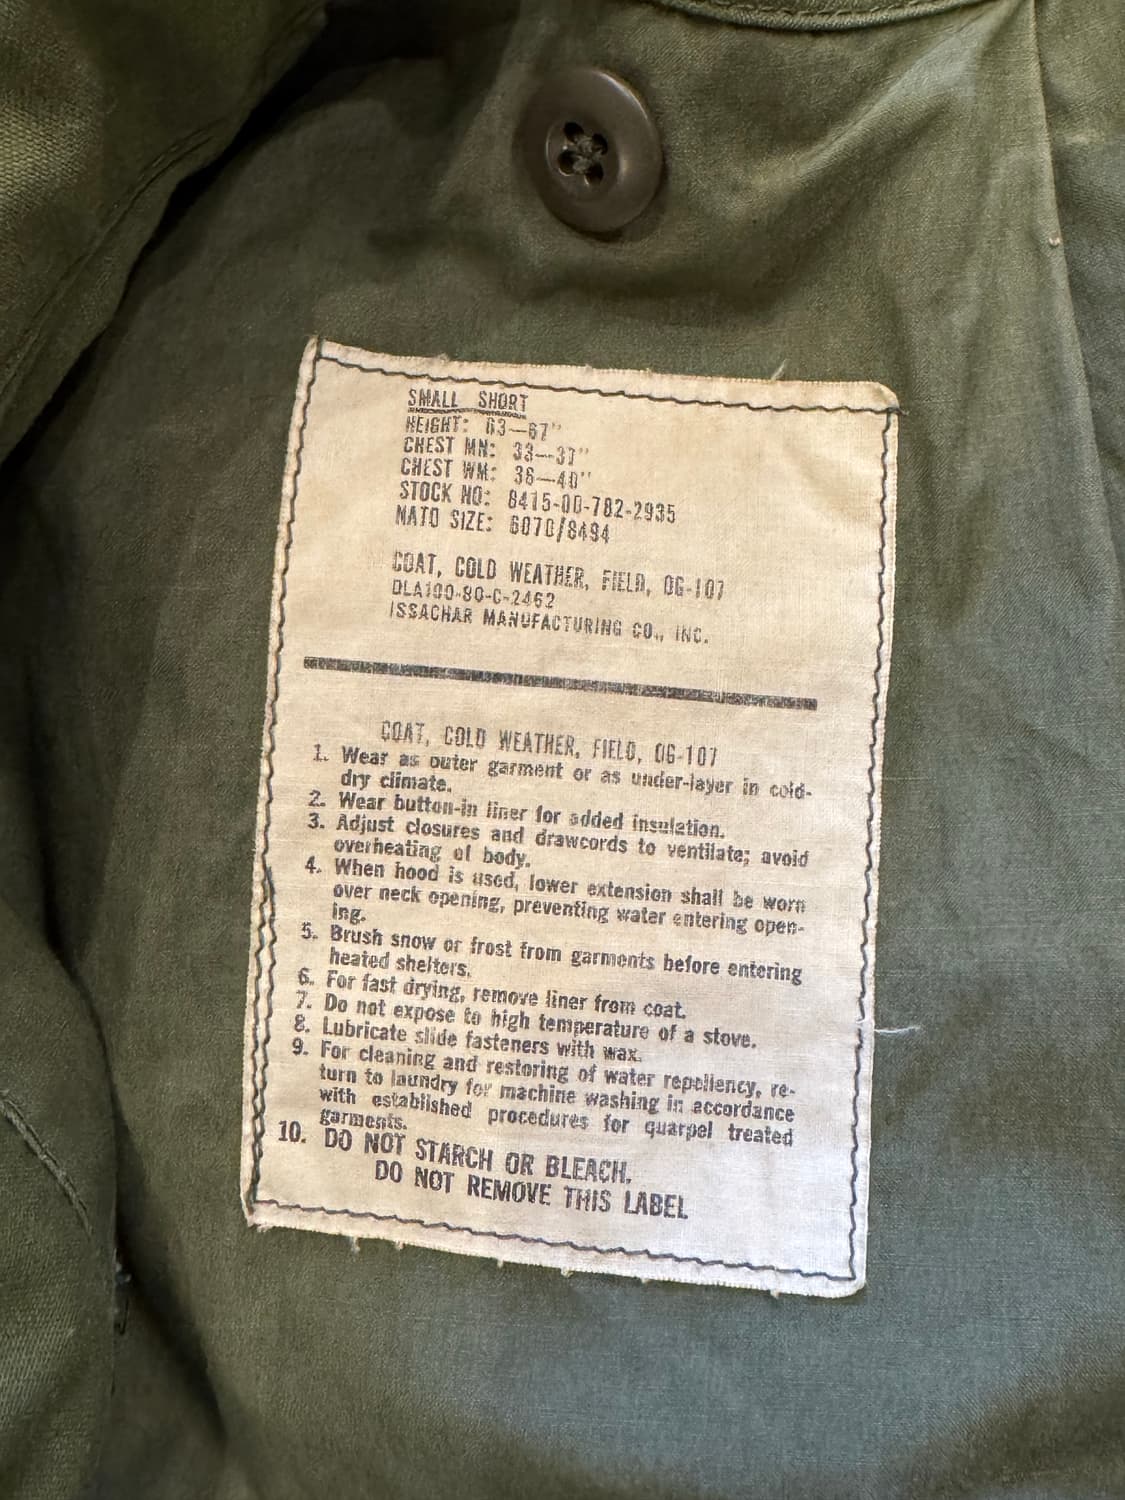 SMALL SHORT
HEIGHT: 63—67"
CHEST MN: 33—37"
CHEST WM: 36—40"
STOCK NO: 8415-00-782-2935
NATO SIZE: 6070/8494
COAT, COLD WEATHER, FIELD, OG-107
DLA100-80-C-2462
ISSACHAR MANUFACTURING CO., INC.
COAT, COLD WEATHER, FIELD, OG-107
1. Wear as outer garment or as under-layer in cold-
dry climate.
2. Wear button-in liner for added insulation.
3. Adjust closures and drawcords to ventilate; avoid
overheating of body.
4. When hood is used, lower extension shall be worn
over neck opening, preventing water entering open-
ing.
5. Brush snow or frost from garments before entering
heated shelters.
6. For fast drying, remove liner from coat.
7. Do not expose to high temperature of a stove.
8. Lubricate slide fasteners with wax.
9. For cleaning and restoring of water repellency, re-
turn to laundry for machine washing in accordance
with established procedures for quarpel treated
garments.
10. DO NOT STARCH OR BLEACH.
DO NOT REMOVE THIS LABEL